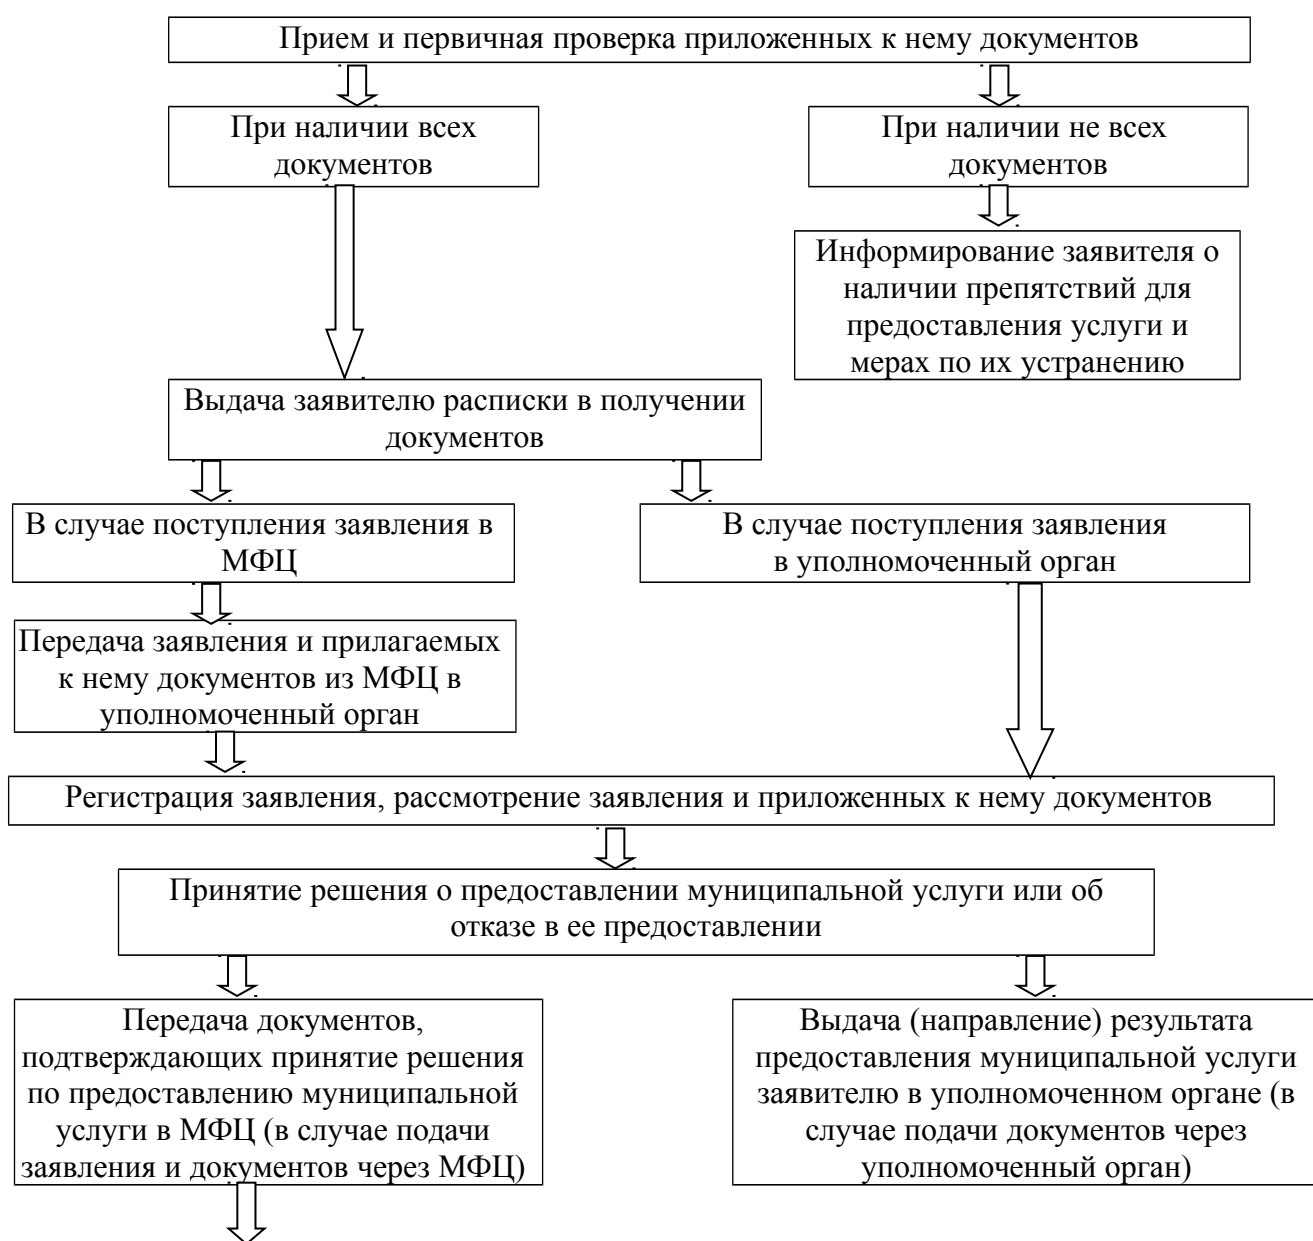 Прием и первичная проверка приложенных к нему документов
При наличии всех
документов
При наличии не всех
документов
Информирование заявителя о
наличии препятствий для
предоставления услуги и
мерах по их устранению
Выдача заявителю расписки в получении
документов
В случае поступления заявления в
МФЦ
В случае поступления заявления
в уполномоченный орган
Передача заявления и прилагаемых
к нему документов из МФЦ в
уполномоченный орган
Регистрация заявления, рассмотрение заявления и приложенных к нему документов
Принятие решения о предоставлении муниципальной услуги или об
отказе в ее предоставлении
Передача документов,
подтверждающих принятие решения
по предоставлению муниципальной
услуги в МФЦ (в случае подачи
заявления и документов через МФЦ)
Выдача (направление) результата
предоставления муниципальной услуги
заявителю в уполномоченном органе (в
случае подачи документов через
уполномоченный орган)